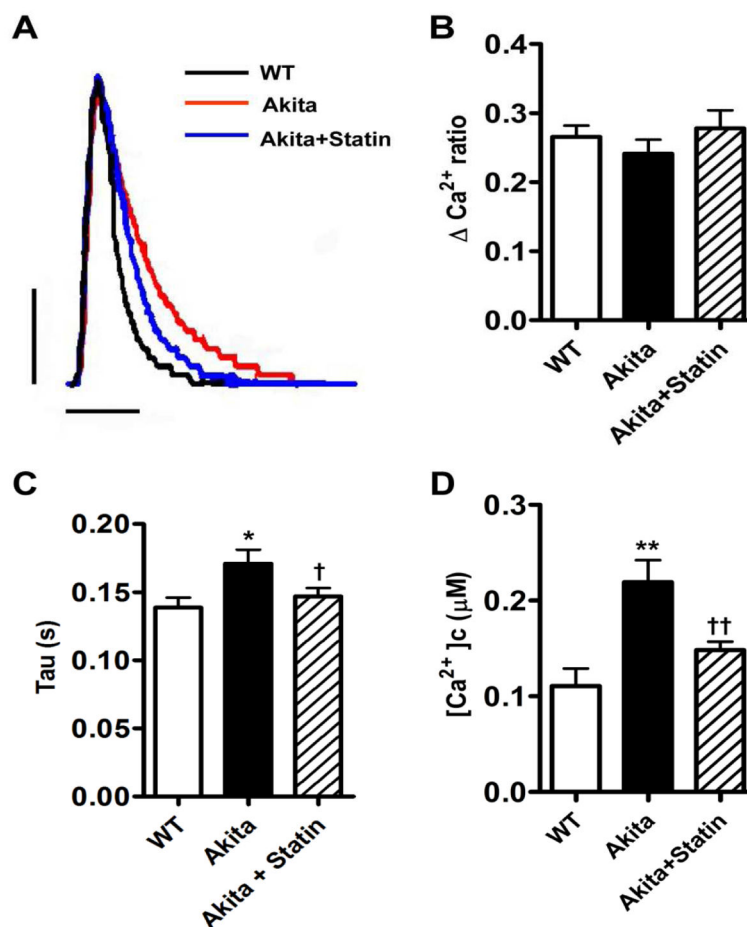 A
WT
Akita
Akita+Statin
B
Δ Ca²⁺ ratio
0.4
0.3
0.2
0.1
0.0
WT
Akita
Akita+Statin
C
Tau (s)
0.20
0.15
0.10
0.05
0.00
*
†
WT
Akita
Akita + Statin
D
[Ca²⁺ ]c (μM)
0.3
0.2
0.1
0.0
**
††
WT
Akita
Akita+Statin